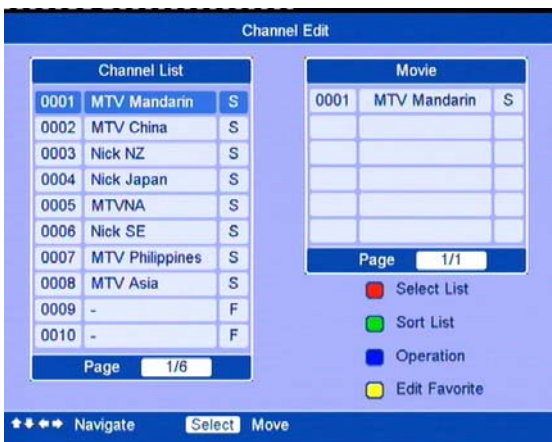 Channel Edit
Channel List
0001 MTV Mandarin S
0002 MTV China S
0003 Nick NZ S
0004 Nick Japan S
0005 MTVNA S
0006 Nick SE S
0007 MTV Philippines S
0008 MTV Asia S
0009 - F
0010 - F
Page 1/6
Movie
0001 MTV Mandarin S
Page 1/1
Select List
Sort List
Operation
Edit Favorite
Navigate Select Move